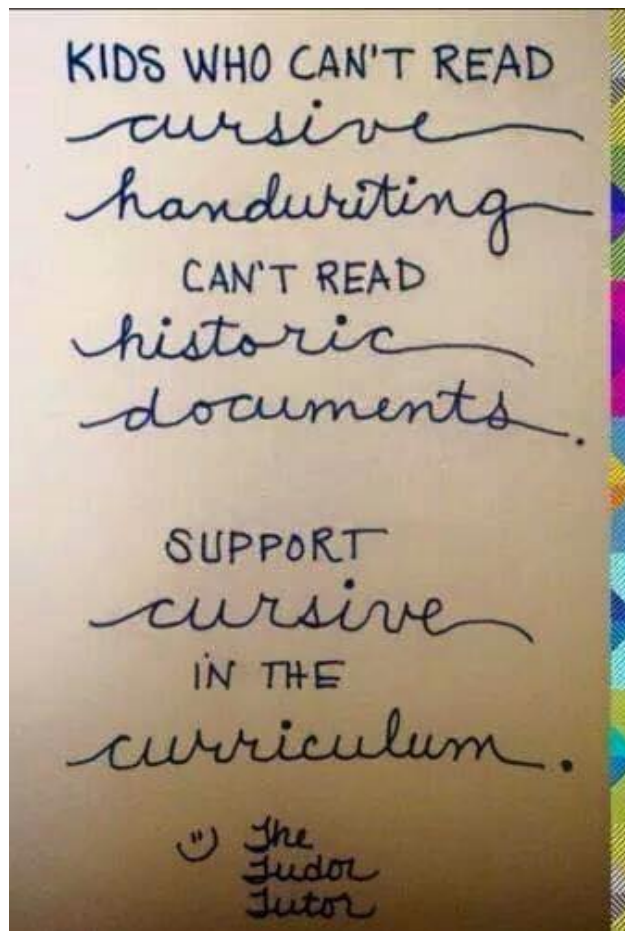 KIDS WHO CAN'T READ
cursive
handwriting
CAN'T READ
historic
documents.
SUPPORT
cursive
IN THE
curriculum.
The
Tudor
Tutor